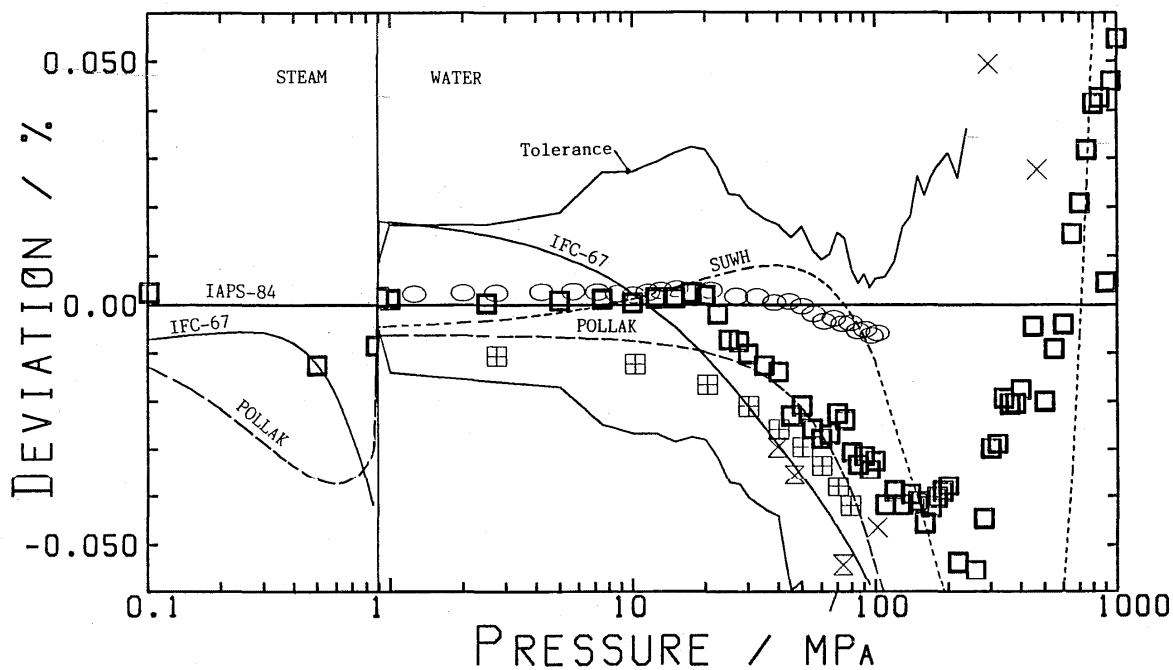 0.050
STEAM
WATER
Tolerance
IFC-67
SUWH
IAPS-84
0.00
IFC-67
POLLAK
POLLAK
-0.050
DEVIATION / %
0.1
1
10
100
1000
PRESSURE / MPA